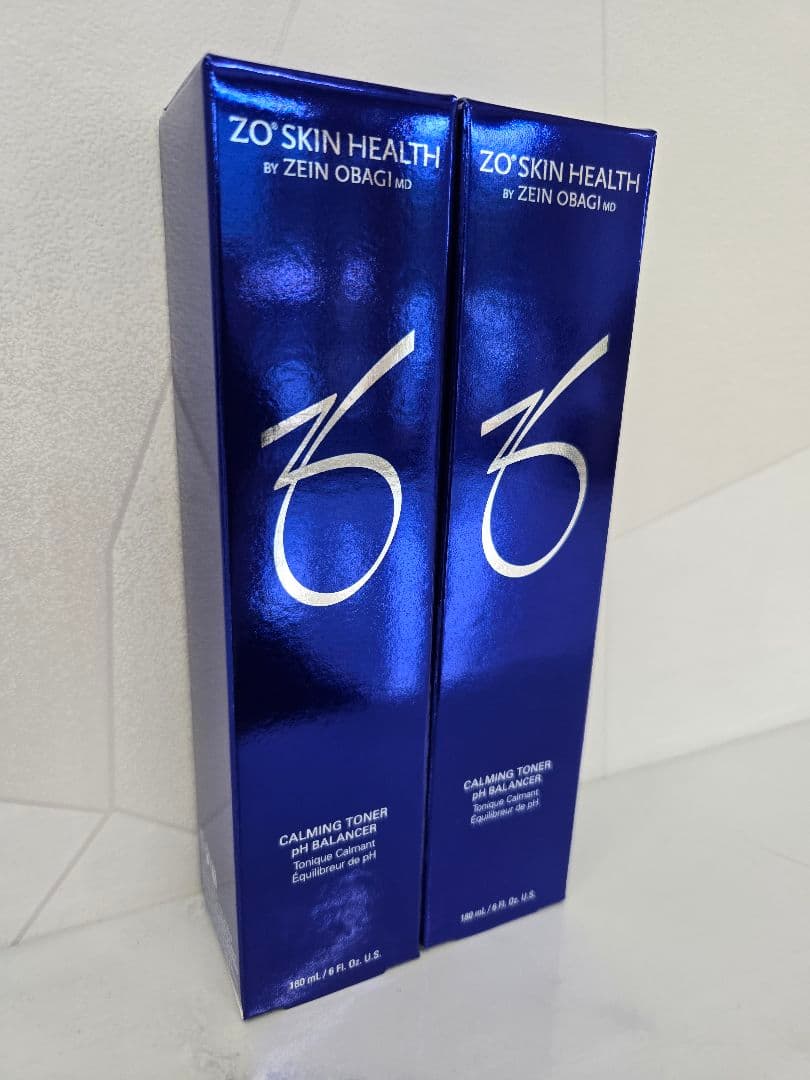 ZO® SKIN HEALTH
BY ZEIN OBAGI MD
CALMING TONER
pH BALANCER
Tonique Calmant
Équilibreur de pH
180 mL / 6 Fl. Oz. U.S.
ZO® SKIN HEALTH
BY ZEIN OBAGI MD
CALMING TONER
pH BALANCER
Tonique Calmant
Équilibreur de pH
180 mL / 6 Fl. Oz. U.S.